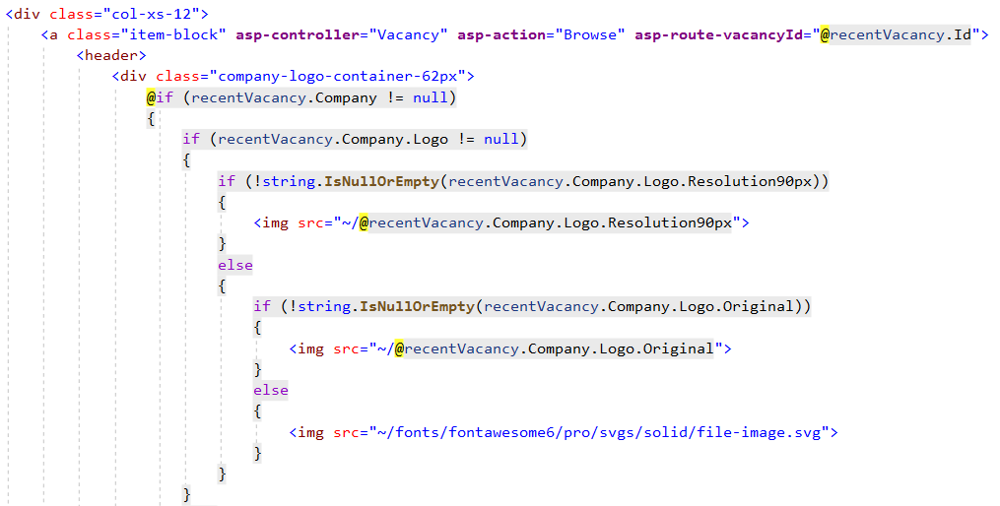 <div class="col-xs-12">
<a class="item-block" asp-controller="Vacancy" asp-action="Browse" asp-route-vacancyId="@recentVacancy.Id">
<header>
<div class="company-logo-container-62px">
@if (recentVacancy.Company != null)
{
if (recentVacancy.Company.Logo != null)
{
if (!string.IsNullOrEmpty(recentVacancy.Company.Logo.Resolution90px))
{
<img src="~/@recentVacancy.Company.Logo.Resolution90px">
}
else
{
if (!string.IsNullOrEmpty(recentVacancy.Company.Logo.Original))
{
<img src="~/@recentVacancy.Company.Logo.Original">
}
else
{
<img src="~/fonts/fontawesome6/pro/svgs/solid/file-image.svg">
}
}
}